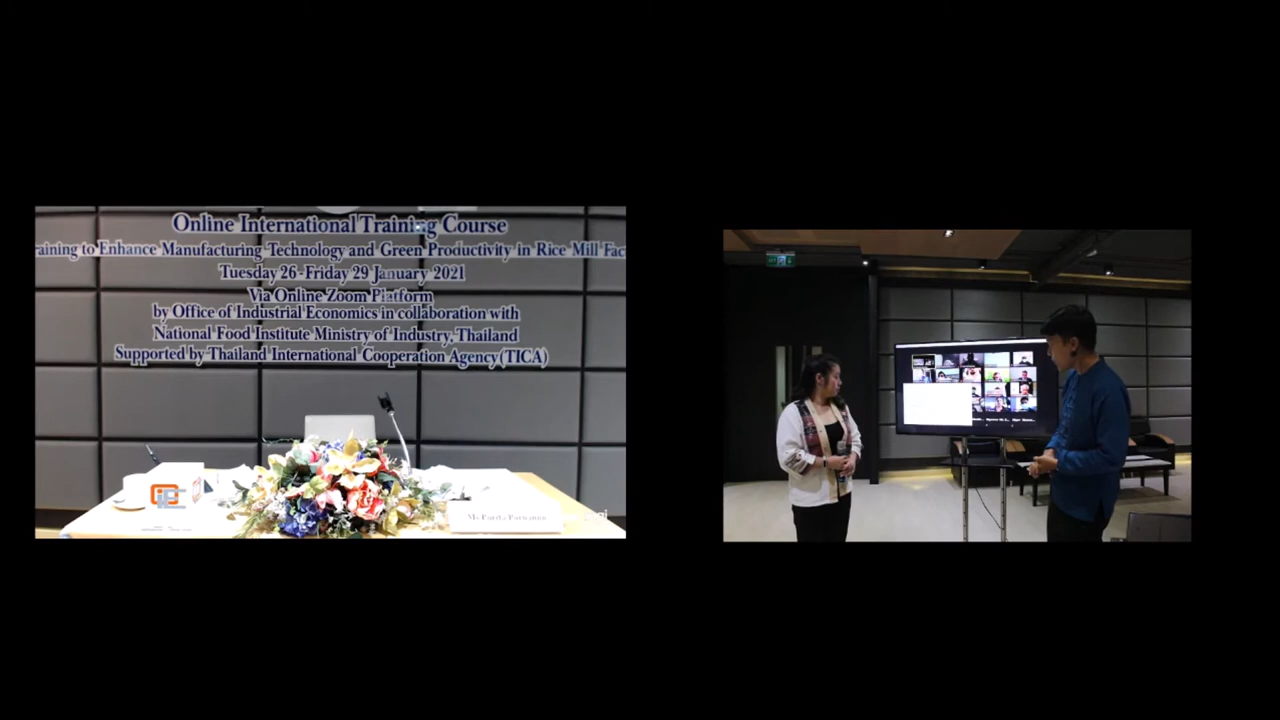 Online International Training Course
raining to Enhance Manufacturing Technology and Green Productivity in Rice Mill Fac
Tuesday 26-Friday 29 January 2021
Via Online Zoom Platform
by Office of Industrial Economics in collaboration with
National Food Institute Ministry of Industry, Thailand
Supported by Thailand International Cooperation Agency (TICA)